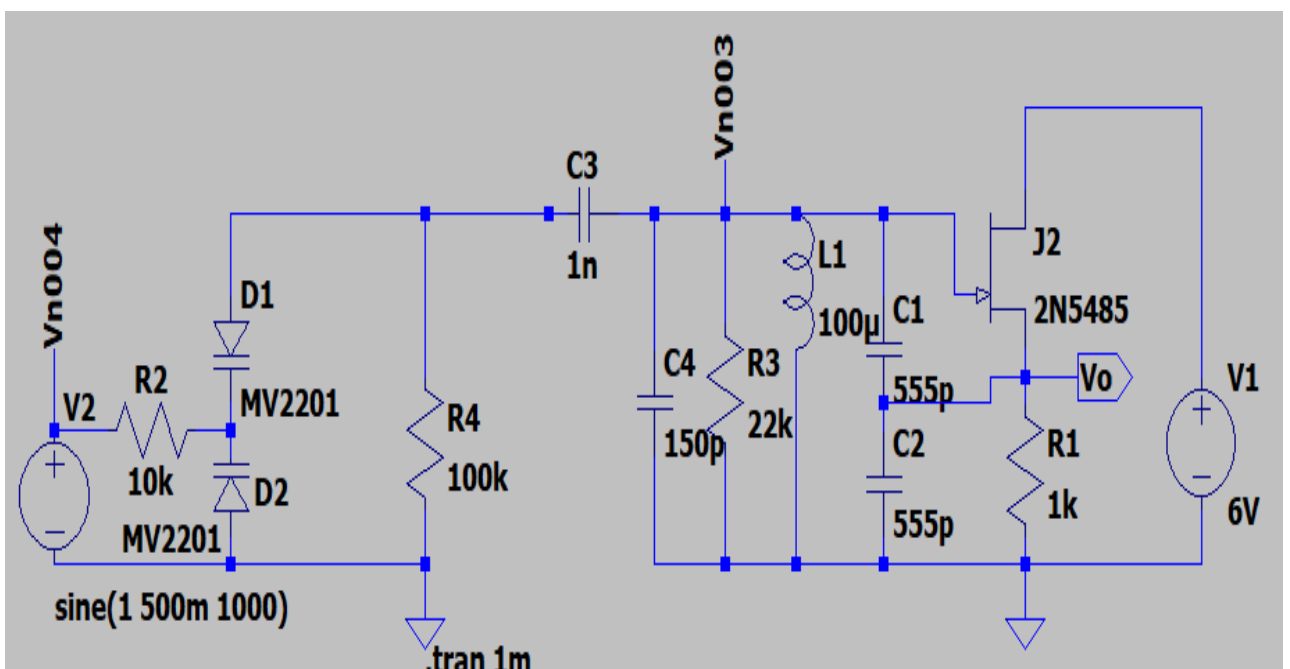 Vn003
C3
1n
Vn004
D1
J2
L1
2N5485
100µ
C1
R2
C4
R3
Vo
V1
V2
MV2201
555p
R4
150p
22k
C2
R1
10k
D2
100k
1k
6V
MV2201
555p
sine(1 500m 1000)
.tran 1m